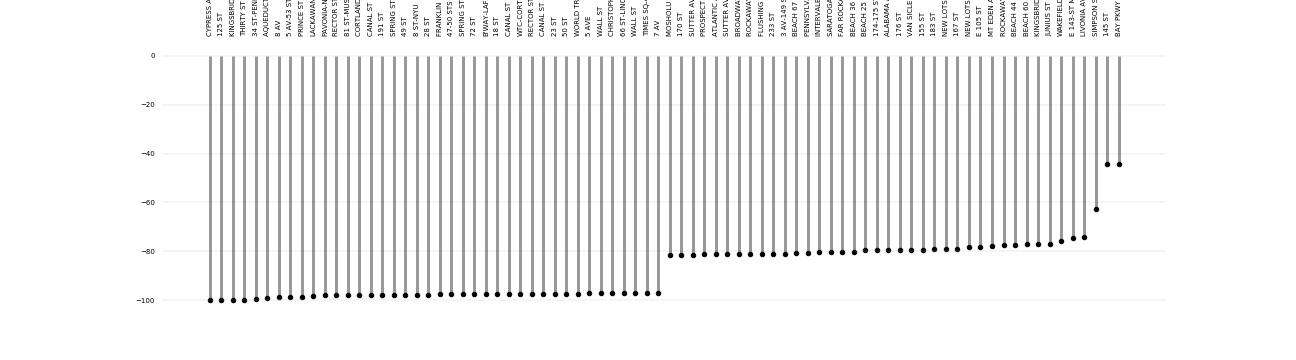 CYPRESS A
125 ST
KINGSBRID
THIRTY ST
34 ST-PEN
AQUEDUCT
8 AV
5 AV-53 ST
PRINCE ST
LACKAWAN
PAVONIA
RECTOR ST
81 ST-MUS
CORTLAND
CANAL ST
191 ST
SPRING ST
49 ST
8 ST-NYU
28 ST
FRANKLIN
47-50 STS
SPRING ST
72 ST
BWAY-LAF
18 ST
CANAL ST
WTC-CORT
RECTOR ST
CANAL ST
23 ST
50 ST
WORLD TR
5 AVE
WALL ST
CHRISTOPH
66 ST-LINC
WALL ST
TIMES SQ-4
7 AV
MOSHOLU
170 ST
SUTTER AV
PROSPECT
ATLANTIC
SUTTER AV
BROADWA
ROCKAWAY
FLUSHING
233 ST
3 AV-149 S
BEACH 67
PENNSYLV
INTERVALE
SARATOG
FAR ROCKA
BEACH 36
BEACH 25
174-175 S
ALABAMA
176 ST
VAN SICLE
155 ST
183 ST
NEW LOTS
167 ST
NEW LOTS
E 105 ST
MT EDEN A
ROCKAWAY
BEACH 44
BEACH 60
KINGSBRID
JUNIUS ST
WAKEFIELD
E 143-ST
LIVONIA AV
SIMPSON S
145 ST
BAY PKWY
0
−20
−40
−60
−80
−100